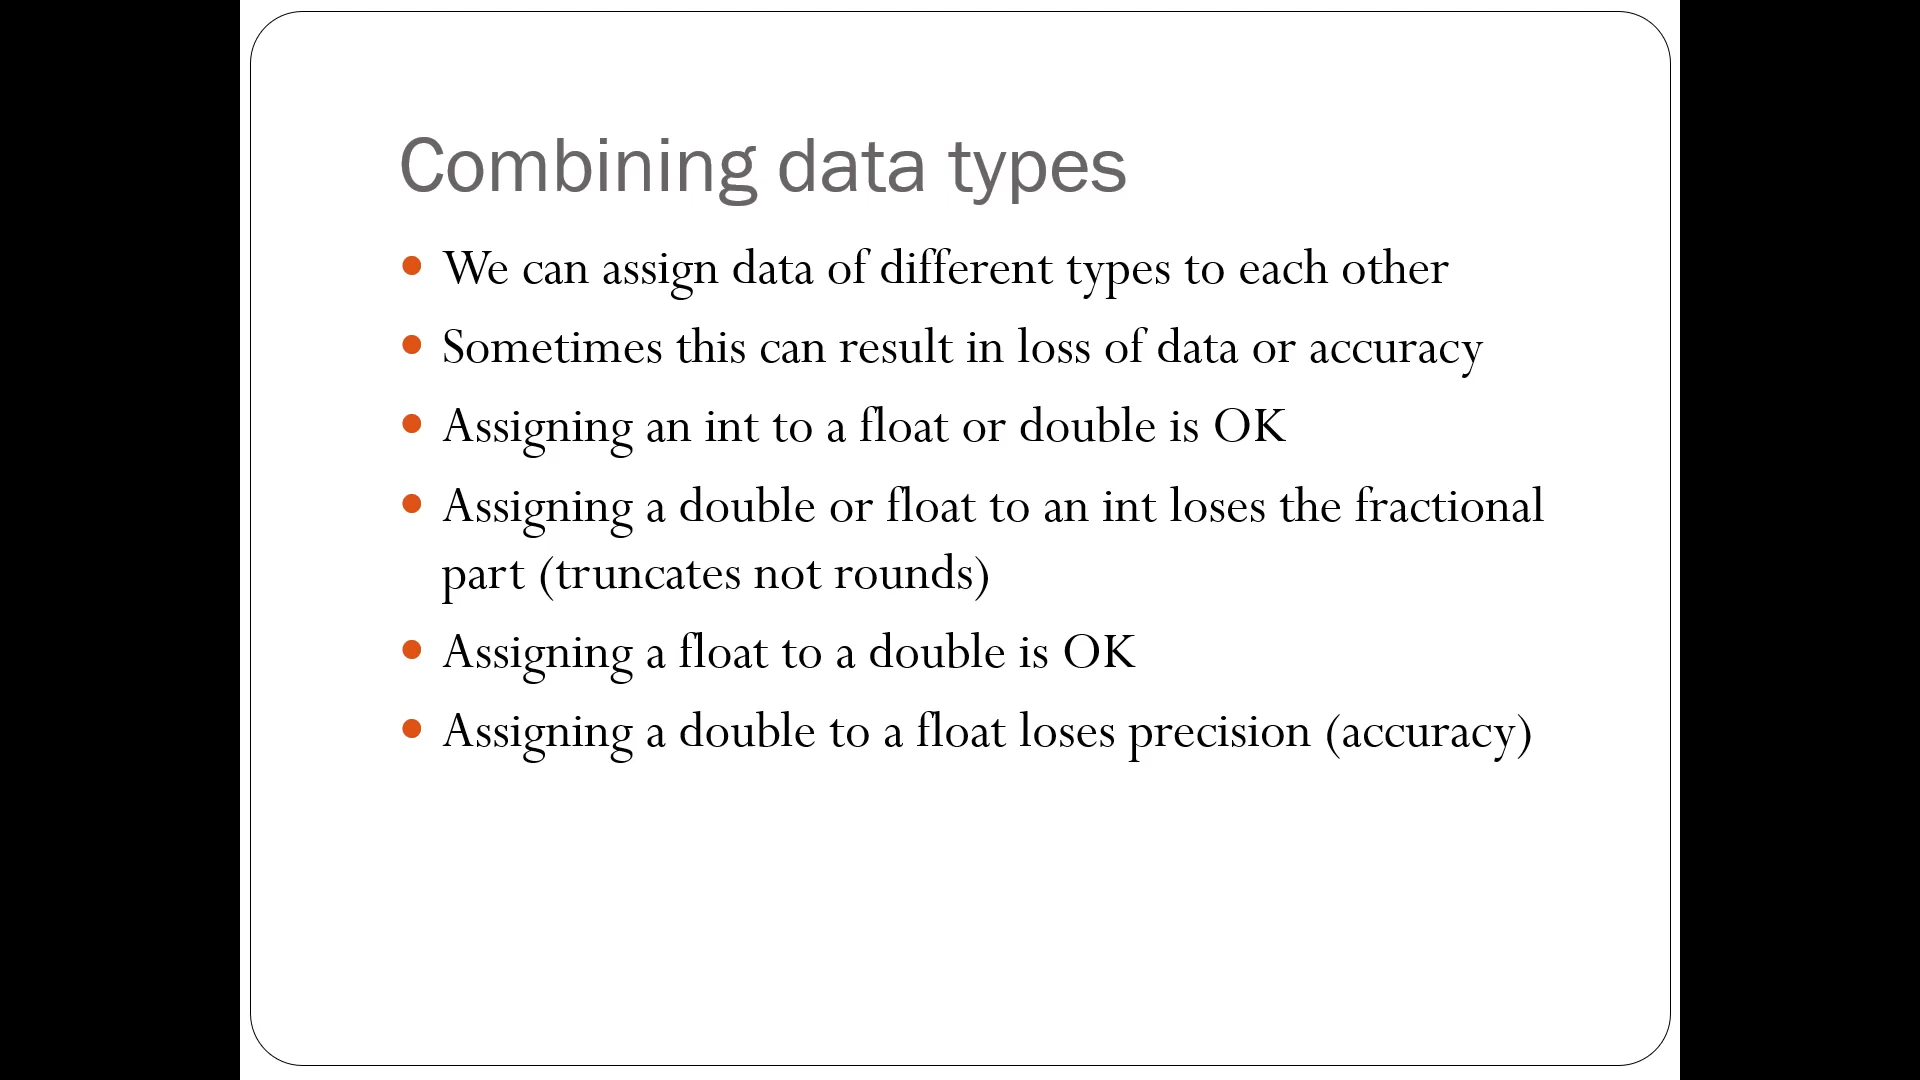 Combining data types
We can assign data of different types to each other
Sometimes this can result in loss of data or accuracy
Assigning an int to a float or double is OK
Assigning a double or float to an int loses the fractional
part (truncates not rounds)
Assigning a float to a double is OK
Assigning a double to a float loses precision (accuracy)